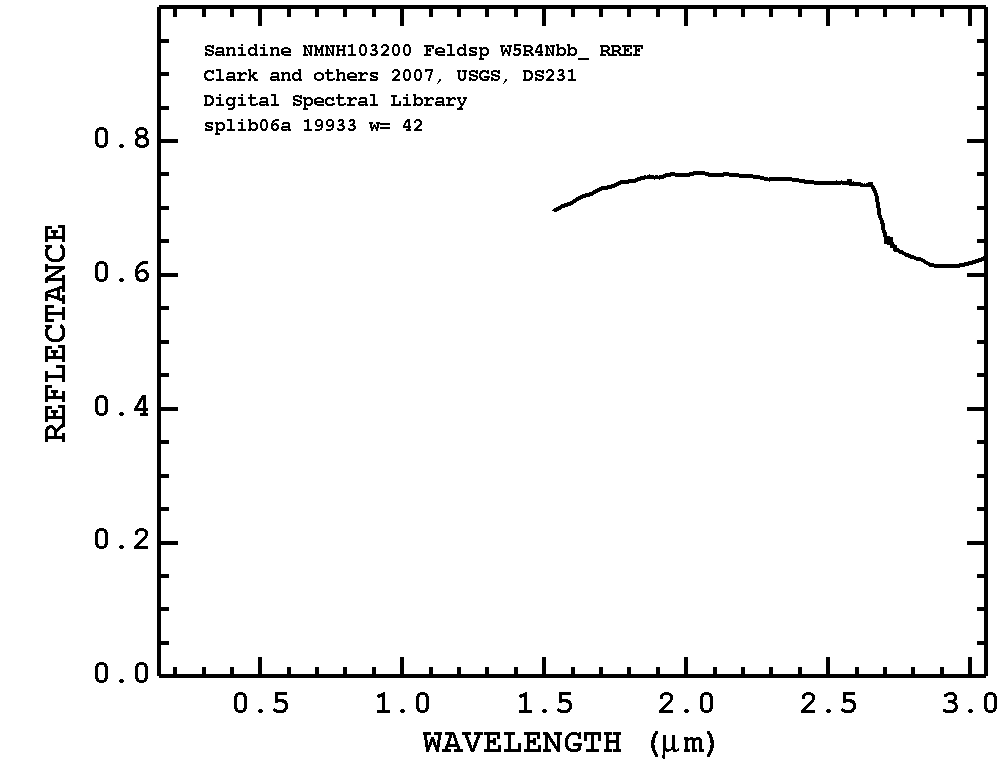 Sanidine NMNH103200 Feldsp W5R4Nbb_ RREF
Clark and others 2007, USGS, DS231
Digital Spectral Library
splib06a 19933 w= 42
REFLECTANCE
0.8
0.6
0.4
0.2
0.0
0.5 1.0 1.5 2.0 2.5 3.0
WAVELENGTH (μm)